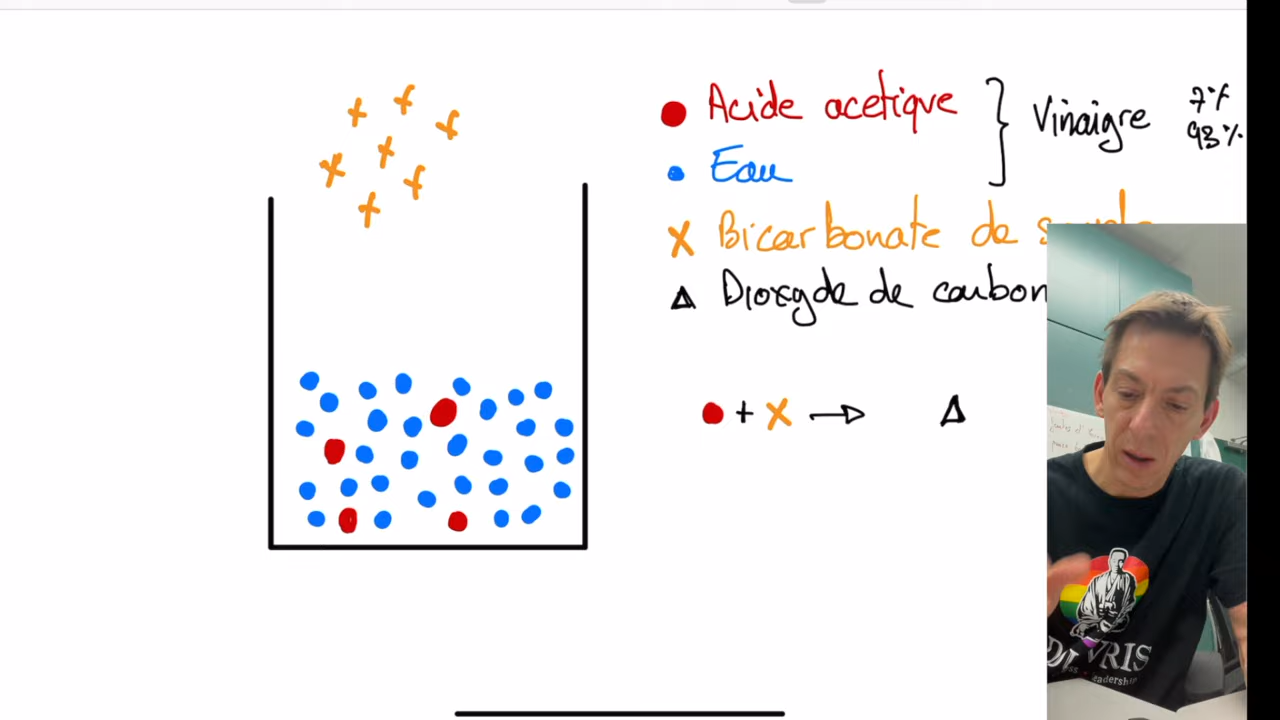 Acide acetique
Eau
Vinaigre
7%
93%
Bicarbonate de
Dioxyde de carbon
+